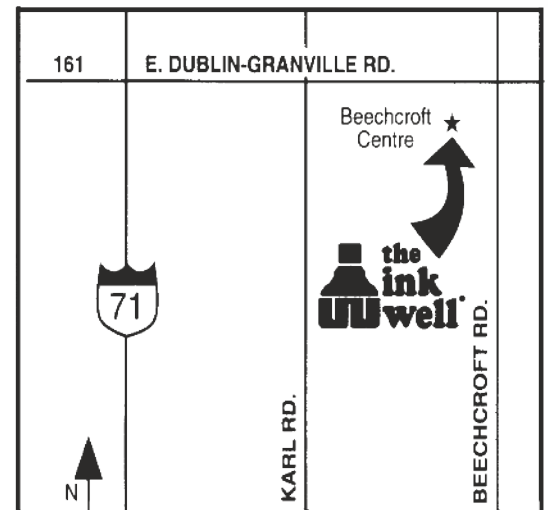 161 E. DUBLIN-GRANVILLE RD.
Beechcroft
Centre
the
ink
well
71
KARL RD.
BEECHCROFT RD.
N